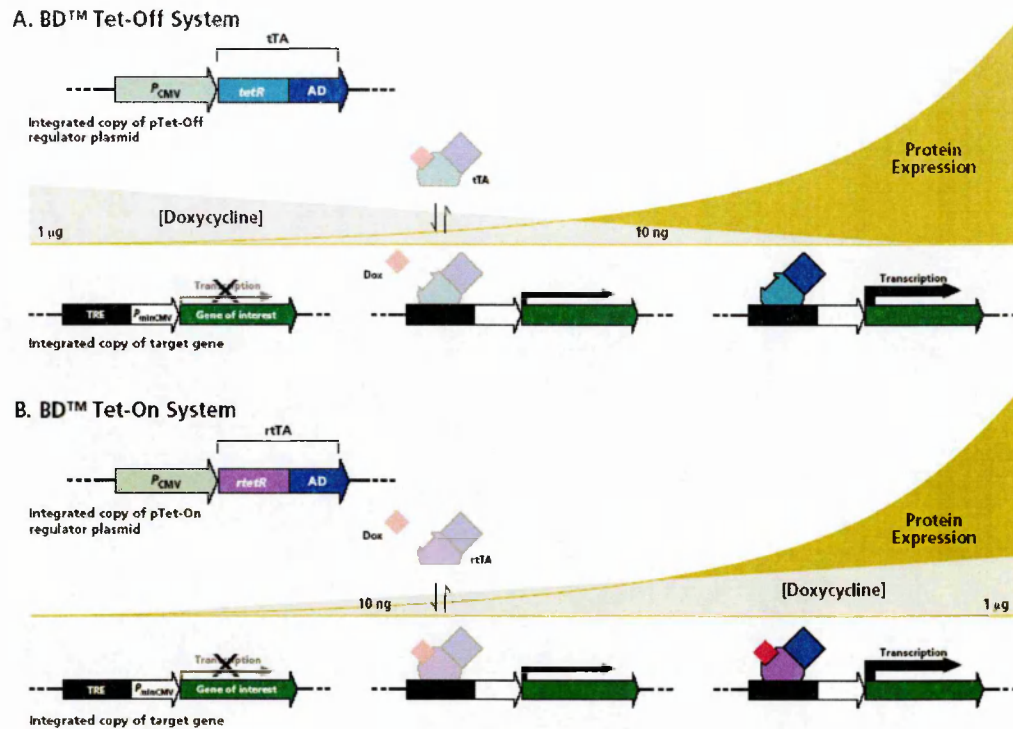 A. BD™ Tet-Off System
tTA
PCMV
tetR
AD
Integrated copy of pTet-Off
regulator plasmid
tTA
Protein
Expression
[Doxycycline]
1 µg
10 ng
Dox
Transcription
Transcription
TRE
PminCMV
Gene of interest
Integrated copy of target gene
B. BD™ Tet-On System
rtTA
PCMV
rtetR
AD
Integrated copy of pTet-On
regulator plasmid
Dox
rtTA
Protein
Expression
[Doxycycline]
10 ng
1 µg
Transcription
Transcription
TRE
PminCMV
Gene of interest
Integrated copy of target gene